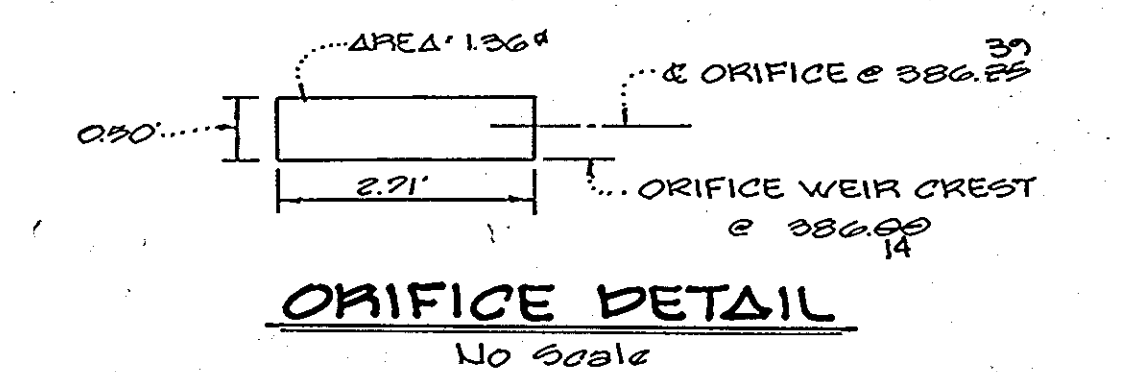 AREA: 1.36⏍
39
℄ ORIFICE @ 386.25
0.50'
2.71'
ORIFICE WEIR CREST
@ 386.00
14
ORIFICE DETAIL
No Scale